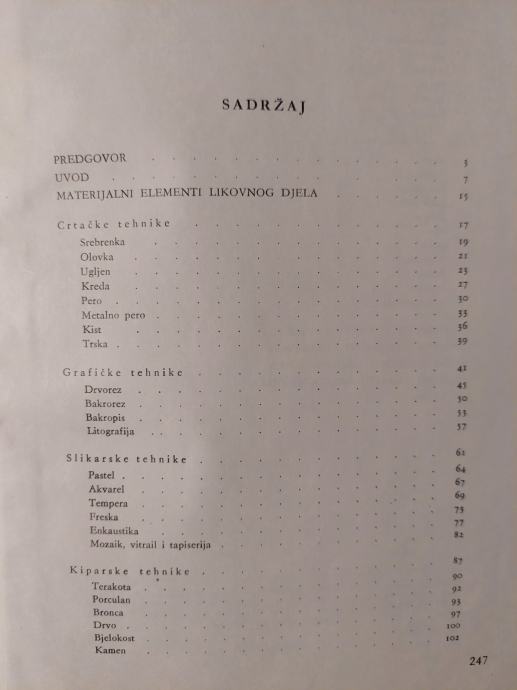 SADRŽAJ
PREDGOVOR . . . . . . . . . . . . . 5
UVOD . . . . . . . . . . . . . 7
MATERIJALNI ELEMENTI LIKOVNOG DJELA . . . . . 15
Crtačke tehnike . . . . . . . . . . 17
Srebrenka . . . . . . . . . . 19
Olovka . . . . . . . . . . 21
Ugljen . . . . . . . . . . 23
Kreda . . . . . . . . . . 27
Pero . . . . . . . . . . 30
Metalno pero . . . . . . . . . . 33
Kist . . . . . . . . . . 36
Trska . . . . . . . . . . 39
Grafičke tehnike . . . . . . . . . . 41
Drvorez . . . . . . . . . . 45
Bakrorez . . . . . . . . . . 50
Bakropis . . . . . . . . . . 53
Litografija . . . . . . . . . . 57
Slikarske tehnike . . . . . . . . . . 61
Pastel . . . . . . . . . . 64
Akvarel . . . . . . . . . . 67
Tempera . . . . . . . . . . 69
Freska . . . . . . . . . . 75
Enkaustika . . . . . . . . . . 77
Mozaik, vitrail i tapiserija . . . . . . . . 82
Kiparske tehnike . . . . . . . . . . 87
Terakota . . . . . . . . . . 90
Porculan . . . . . . . . . . 92
Bronca . . . . . . . . . . 93
Drvo . . . . . . . . . . 97
Bjelokost . . . . . . . . . . 100
Kamen . . . . . . . . . . 102
247